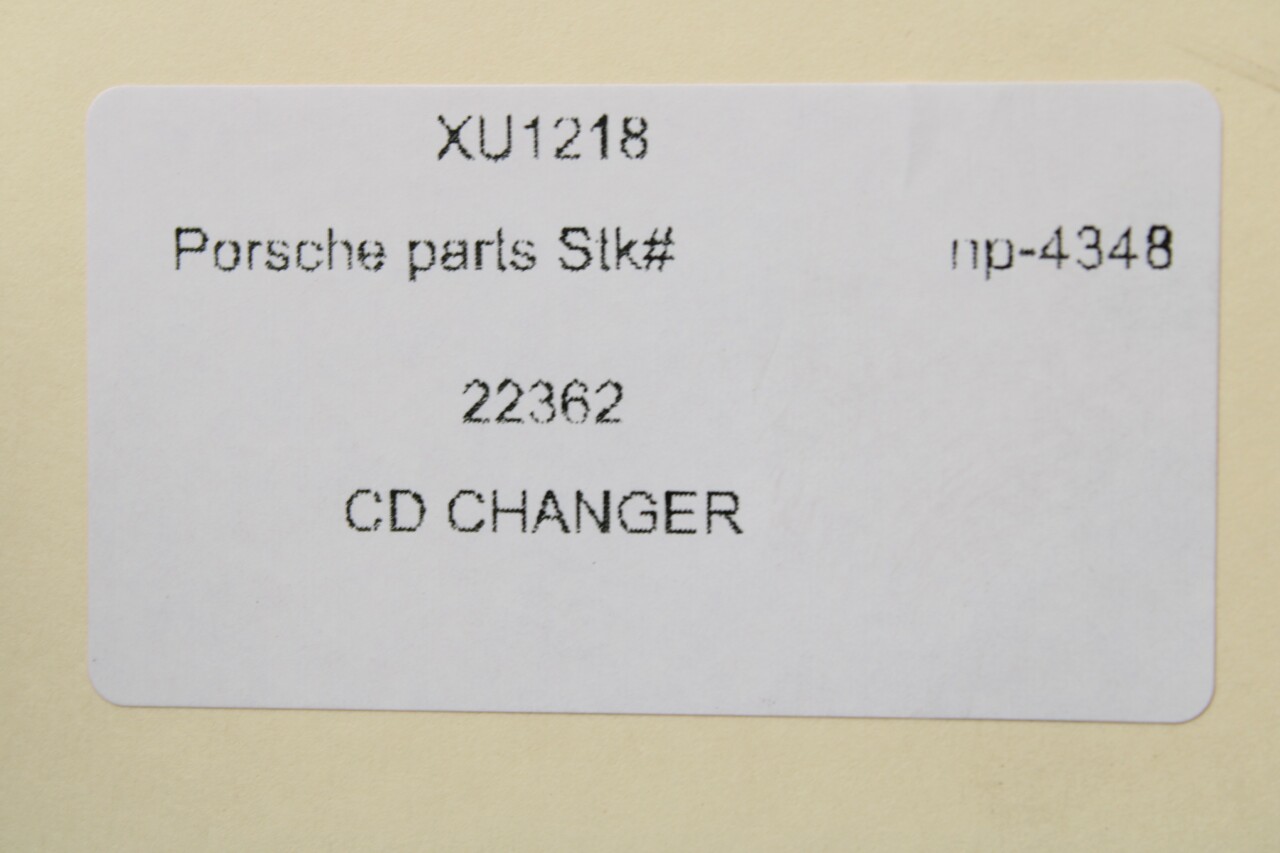 XU1218
Porsche parts Stk# np-4348
22362
CD CHANGER